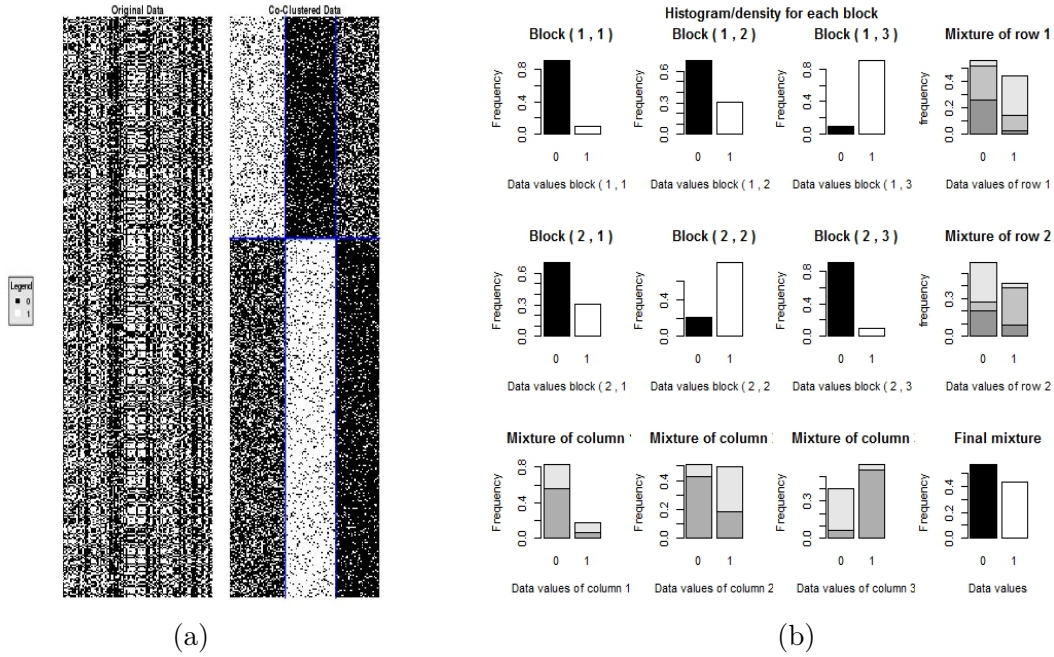 Original Data
Co-Clustered Data
Legend
0
1
(a)
Histogram/density for each block
Block ( 1 , 1 )
Block ( 1 , 2 )
Block ( 1 , 3 )
Mixture of row 1
Frequency
0.0 0.4 0.8
0 1
Frequency
0.0 0.3 0.6
0 1
Frequency
0.0 0.4 0.8
0 1
frequency
0.0 0.2 0.4
0 1
Data values block ( 1 , 1
Data values block ( 1 , 2
Data values block ( 1 , 3
Data values of row 1
Block ( 2 , 1 )
Block ( 2 , 2 )
Block ( 2 , 3 )
Mixture of row 2
Frequency
0.0 0.3 0.6
0 1
Frequency
0.0 0.4
0 1
Frequency
0.0 0.4 0.8
0 1
frequency
0.0 0.3
0 1
Data values block ( 2 , 1
Data values block ( 2 , 2
Data values block ( 2 , 3
Data values of row 2
Mixture of column
Mixture of column
Mixture of column
Final mixture
Frequency
0.0 0.4 0.8
0 1
Frequency
0.0 0.2 0.4
0 1
Frequency
0.0 0.3
0 1
Frequency
0.0 0.2 0.4
0 1
Data values of column 1
Data values of column 2
Data values of column 3
Data values
(b)